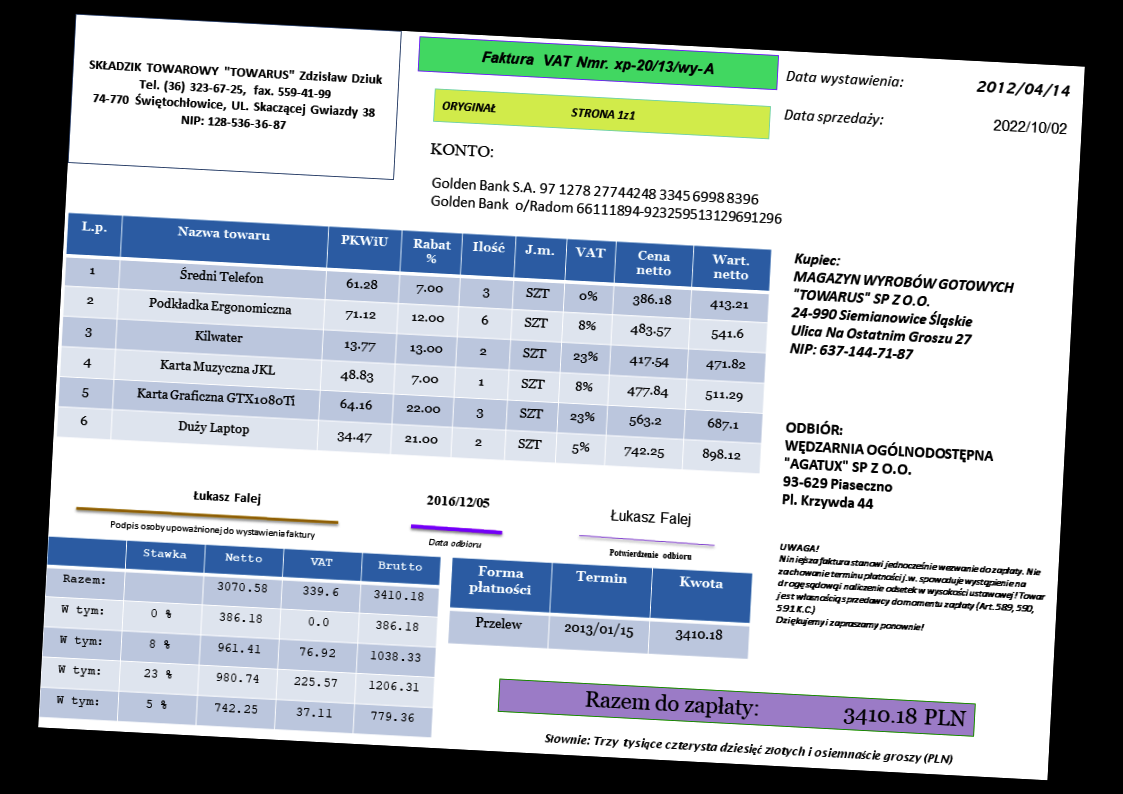 SKŁADZIK TOWAROWY "TOWARUS" Zdzisław Dziuk
Tel. (36) 323-67-25, fax. 559-41-99
74-770 Świętochłowice, UL. Skaczącej Gwiazdy 38
NIP: 128-536-36-87
Faktura VAT Nmr. xp-20/13/wy-A
ORYGINAŁ STRONA 1z1
Data wystawienia: 2012/04/14
Data sprzedaży: 2022/10/02
KONTO:
Golden Bank S.A. 97 1278 27744248 3345 6998 8396
Golden Bank o/Radom 66111894-923259513129691296
L.p. Nazwa towaru PKWiU Rabat % Ilość J.m. VAT Cena netto Wart. netto
1 Średni Telefon 61.28 7.00 3 SZT 0% 386.18 413.21
2 Podkładka Ergonomiczna 71.12 12.00 6 SZT 8% 483.57 541.6
3 Kilwater 13.77 13.00 2 SZT 23% 417.54 471.82
4 Karta Muzyczna JKL 48.83 7.00 1 SZT 8% 477.84 511.29
5 Karta Graficzna GTX1080Ti 64.16 22.00 3 SZT 23% 563.2 687.1
6 Duży Laptop 34.47 21.00 2 SZT 5% 742.25 898.12
Kupiec:
MAGAZYN WYROBÓW GOTOWYCH
"TOWARUS" SP Z O.O.
24-990 Siemianowice Śląskie
Ulica Na Ostatnim Groszu 27
NIP: 637-144-71-87
ODBIÓR:
WĘDZARNIA OGÓLNODOSTĘPNA
"AGATUX" SP Z O.O.
93-629 Piaseczno
Pl. Krzywda 44
Łukasz Falej
Podpis osoby upoważnionej do wystawienia faktury
2016/12/05
Data odbioru
Łukasz Falej
Potwierdzenie odbioru
UWAGA!
Niniejsza faktura stanowi jednocześnie wezwanie do zapłaty. Nie
zachowanie terminu płatności j.w. spowoduje wystąpienie na
drogę sądową i naliczenie odsetek w wysokości ustawowej! Towar
jest własnością sprzedawcy do momentu zapłaty (Art. 589, 590,
591 K.C.)
Dziękujemy i zapraszamy ponownie!
Stawka Netto VAT Brutto
Razem: 3070.58 339.6 3410.18
W tym: 0 % 386.18 0.0 386.18
W tym: 8 % 961.41 76.92 1038.33
W tym: 23 % 980.74 225.57 1206.31
W tym: 5 % 742.25 37.11 779.36
Forma płatności Termin Kwota
Przelew 2013/01/15 3410.18
Razem do zapłaty: 3410.18 PLN
Słownie: Trzy tysiące czterysta dziesięć złotych i osiemnaście groszy (PLN)